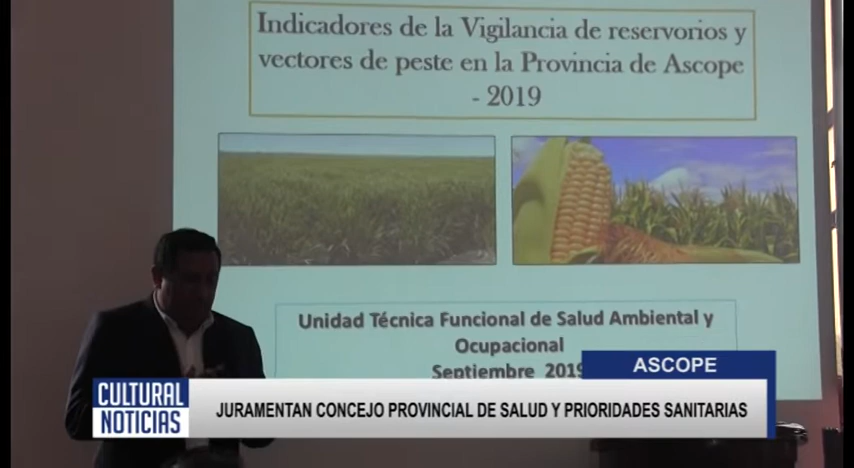 Indicadores de la Vigilancia de reservorios y
vectores de peste en la Provincia de Ascope
- 2019
Unidad Técnica Funcional de Salud Ambiental y
Ocupacional
Septiembre 2019
ASCOPE
CULTURAL
NOTICIAS
JURAMENTAN CONCEJO PROVINCIAL DE SALUD Y PRIORIDADES SANITARIAS